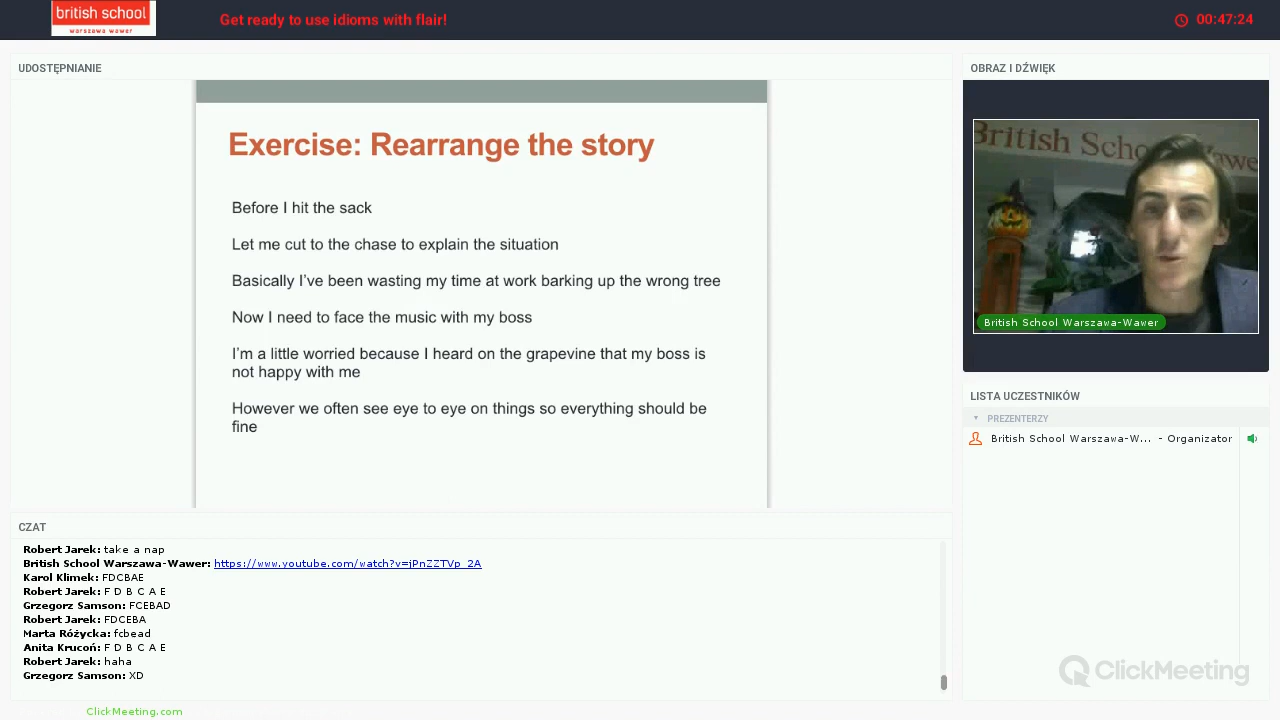 british school
warszawa wawer
Get ready to use idioms with flair!
00:47:24
UDOSTĘPNIANIE
OBRAZ I DŹWIĘK
Exercise: Rearrange the story
Before I hit the sack
Let me cut to the chase to explain the situation
Basically I've been wasting my time at work barking up the wrong tree
Now I need to face the music with my boss
I'm a little worried because I heard on the grapevine that my boss is
not happy with me
However we often see eye to eye on things so everything should be
fine
British School Wawe
British School Warszawa-Wawer
LISTA UCZESTNIKÓW
PREZENTERZY
British School Warszawa-W... - Organizator
CZAT
Robert Jarek: take a nap
British School Warszawa-Wawer: https://www.youtube.com/watch?v=jPnZZTVp_2A
Karol Klimek: FDCBAE
Robert Jarek: F D B C A E
Grzegorz Samson: FCEBAD
Robert Jarek: FDCEBA
Marta Różycka: fcbead
Anita Krucoń: F D B C A E
Robert Jarek: haha
Grzegorz Samson: XD
ClickMeeting
ClickMeeting.com